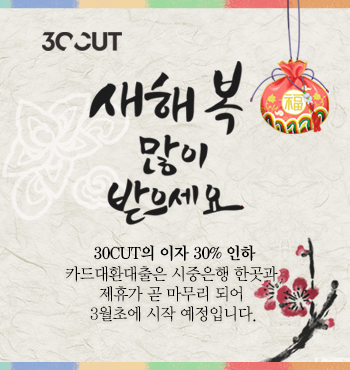 30CUT
福
새해 복
많이
받으세요
30CUT의 이자 30% 인하
카드대환대출은 시중은행 한곳과
제휴가 곧 마무리 되어
3월초에 시작 예정입니다.